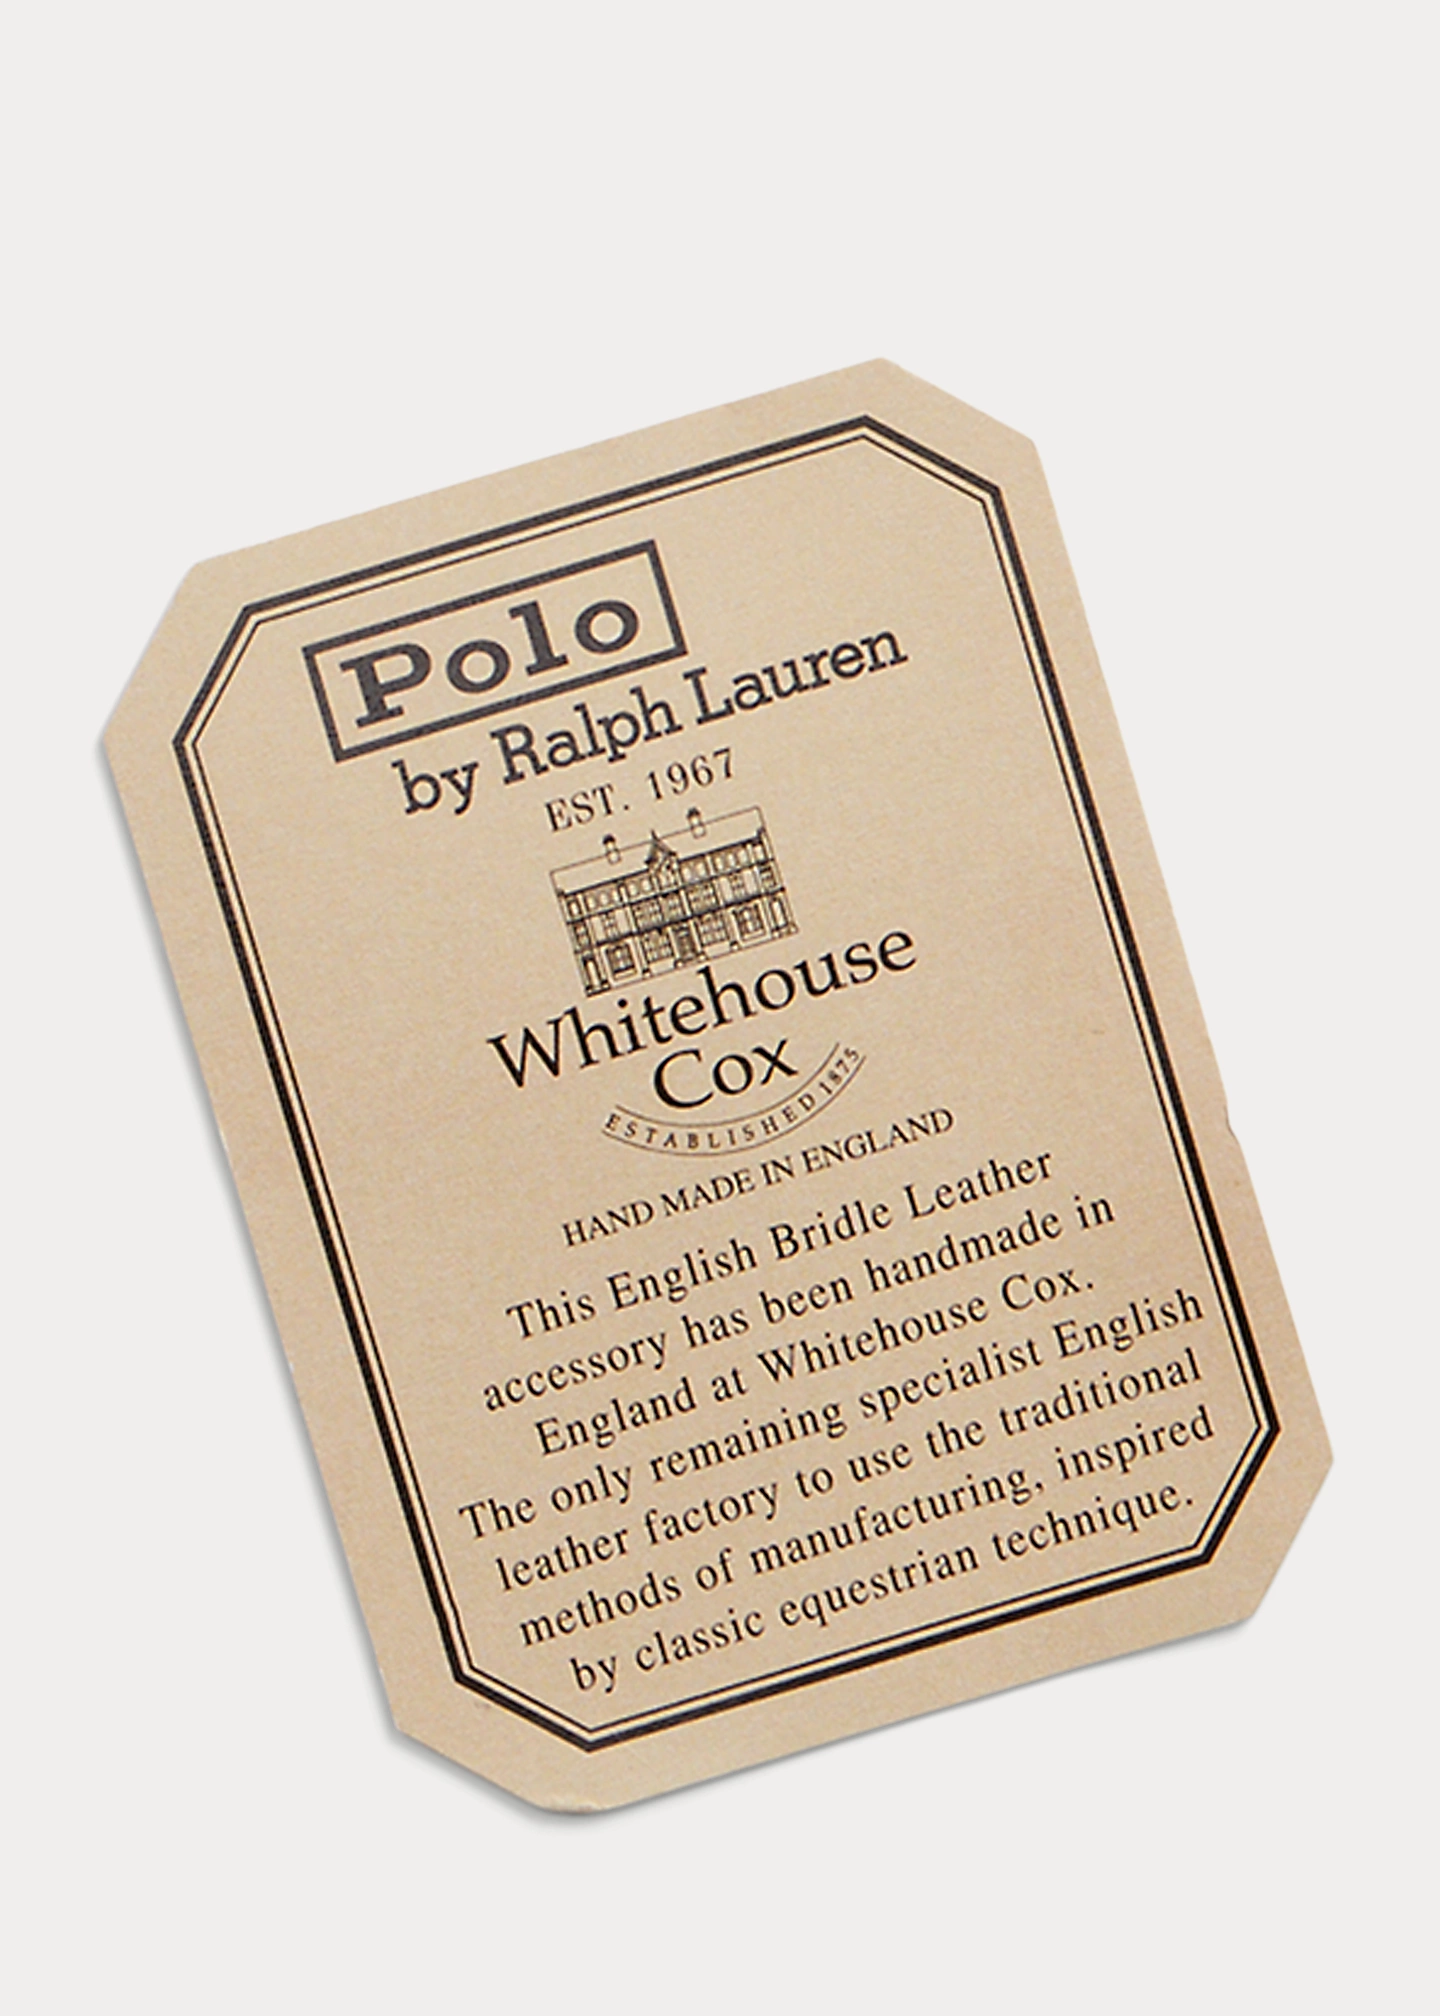 Polo
by Ralph Lauren
EST. 1967
Whitehouse
Cox
ESTABLISHED 1875
HAND MADE IN ENGLAND
This English Bridle Leather
accessory has been handmade in
England at Whitehouse Cox.
The only remaining specialist English
leather factory to use the traditional
methods of manufacturing, inspired
by classic equestrian technique.